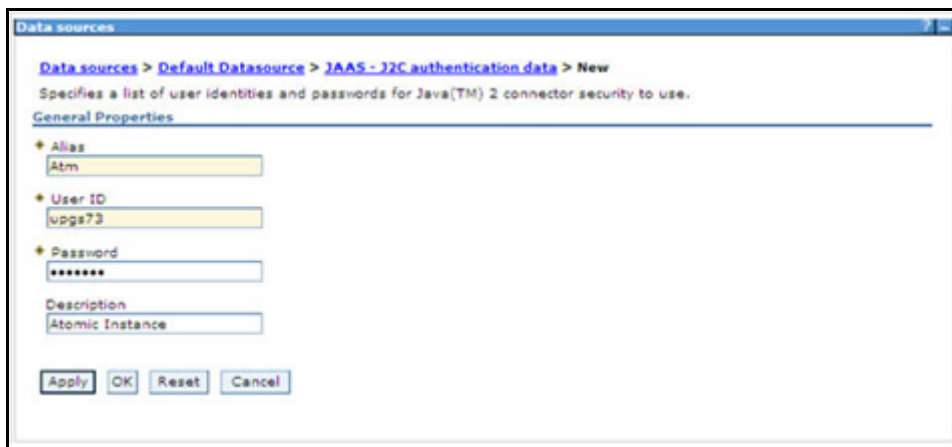 Data sources
? –
Data sources > Default Datasource > JAAS - J2C authentication data > New
Specifies a list of user identities and passwords for Java(TM) 2 connector security to use.
General Properties
Alias
Atm
User ID
upgs73
Password
•••••••
Description
Atomic Instance
Apply OK Reset Cancel